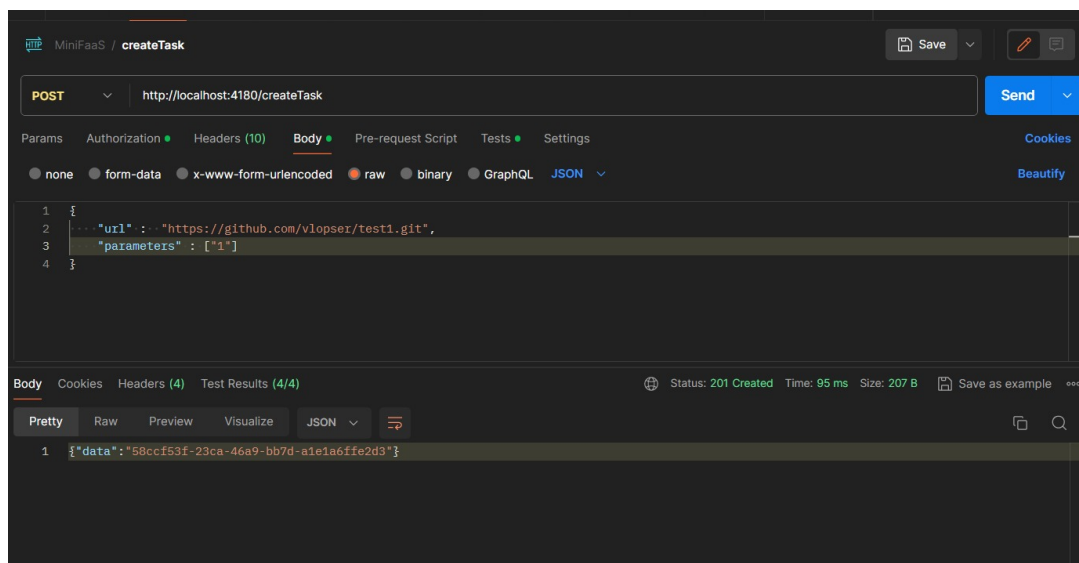 HTTP MiniFaaS / createTask Save
POST http://localhost:4180/createTask Send
Params Authorization Headers (10) Body Pre-request Script Tests Settings Cookies
none form-data x-www-form-urlencoded raw binary GraphQL JSON Beautify
1 {
2 "url" : "https://github.com/vlopser/test1.git",
3 "parameters" : ["1"]
4 }
Body Cookies Headers (4) Test Results (4/4) Status: 201 Created Time: 95 ms Size: 207 B Save as example
Pretty Raw Preview Visualize JSON
1 {"data":"58ccf53f-23ca-46a9-bb7d-a1e1a6ffe2d3"}